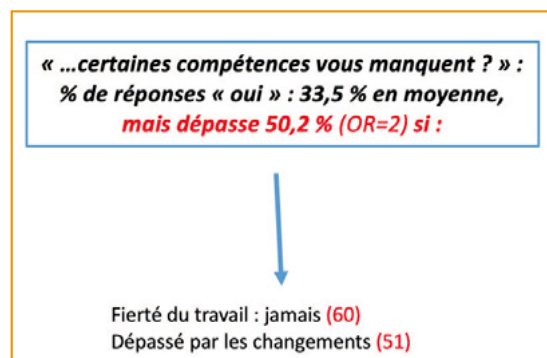 « ...certaines compétences vous manquent ? » :
% de réponses « oui » : 33,5 % en moyenne,
mais dépasse 50,2 % (OR=2) si :
Fierté du travail : jamais (60)
Dépassé par les changements (51)